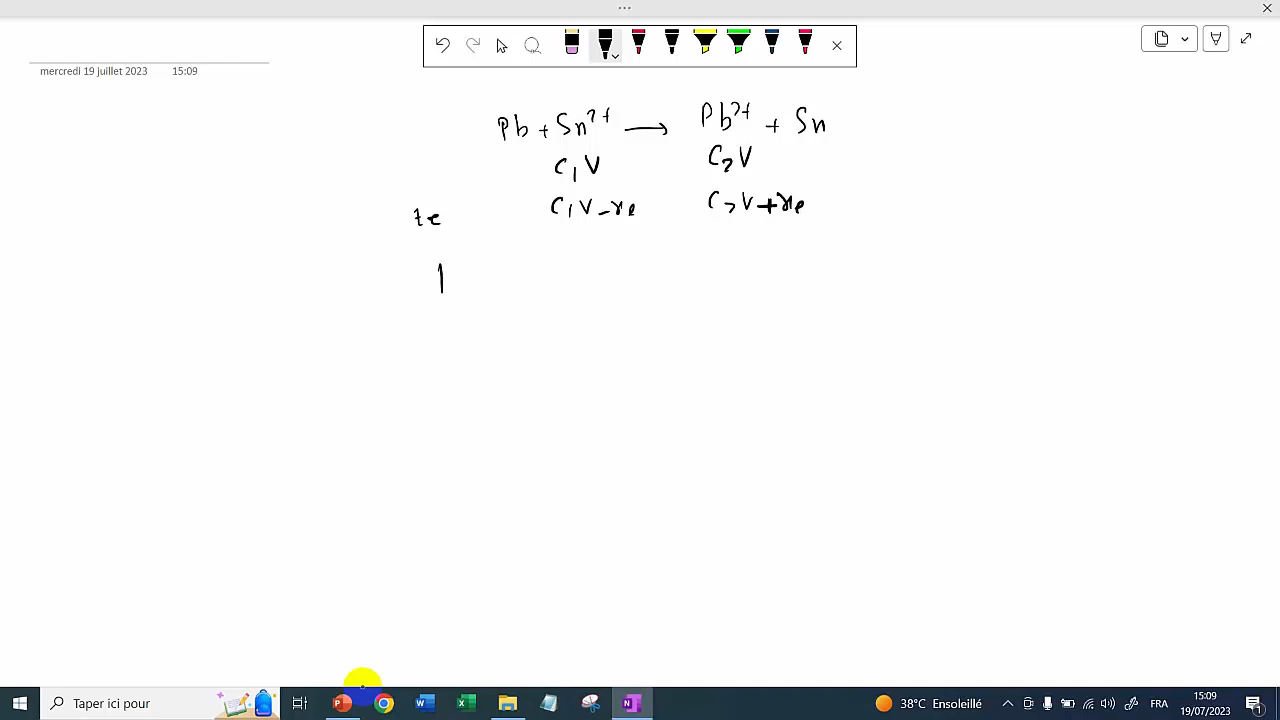 mercredi 19 juillet 2023 15:09
Pb + Sn²⁺ → Pb²⁺ + Sn
C₁V C₂V
te C₁V - xe C₂V + xe
Taper ici pour
38°C Ensoleillé
FRA
15:09
19/07/2023